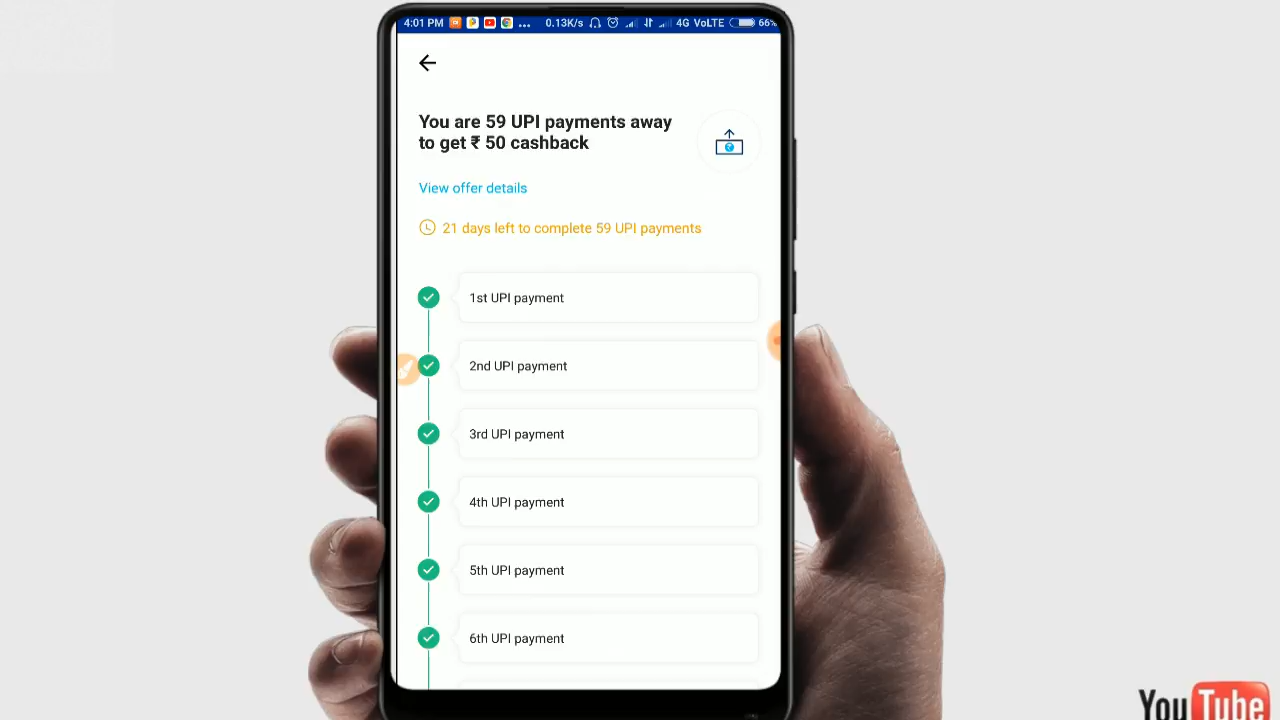 4:01 PM ... 0.13K/s 4G VoLTE 66%
You are 59 UPI payments away
to get ₹ 50 cashback
View offer details
21 days left to complete 59 UPI payments
1st UPI payment
2nd UPI payment
3rd UPI payment
4th UPI payment
5th UPI payment
6th UPI payment
YouTube